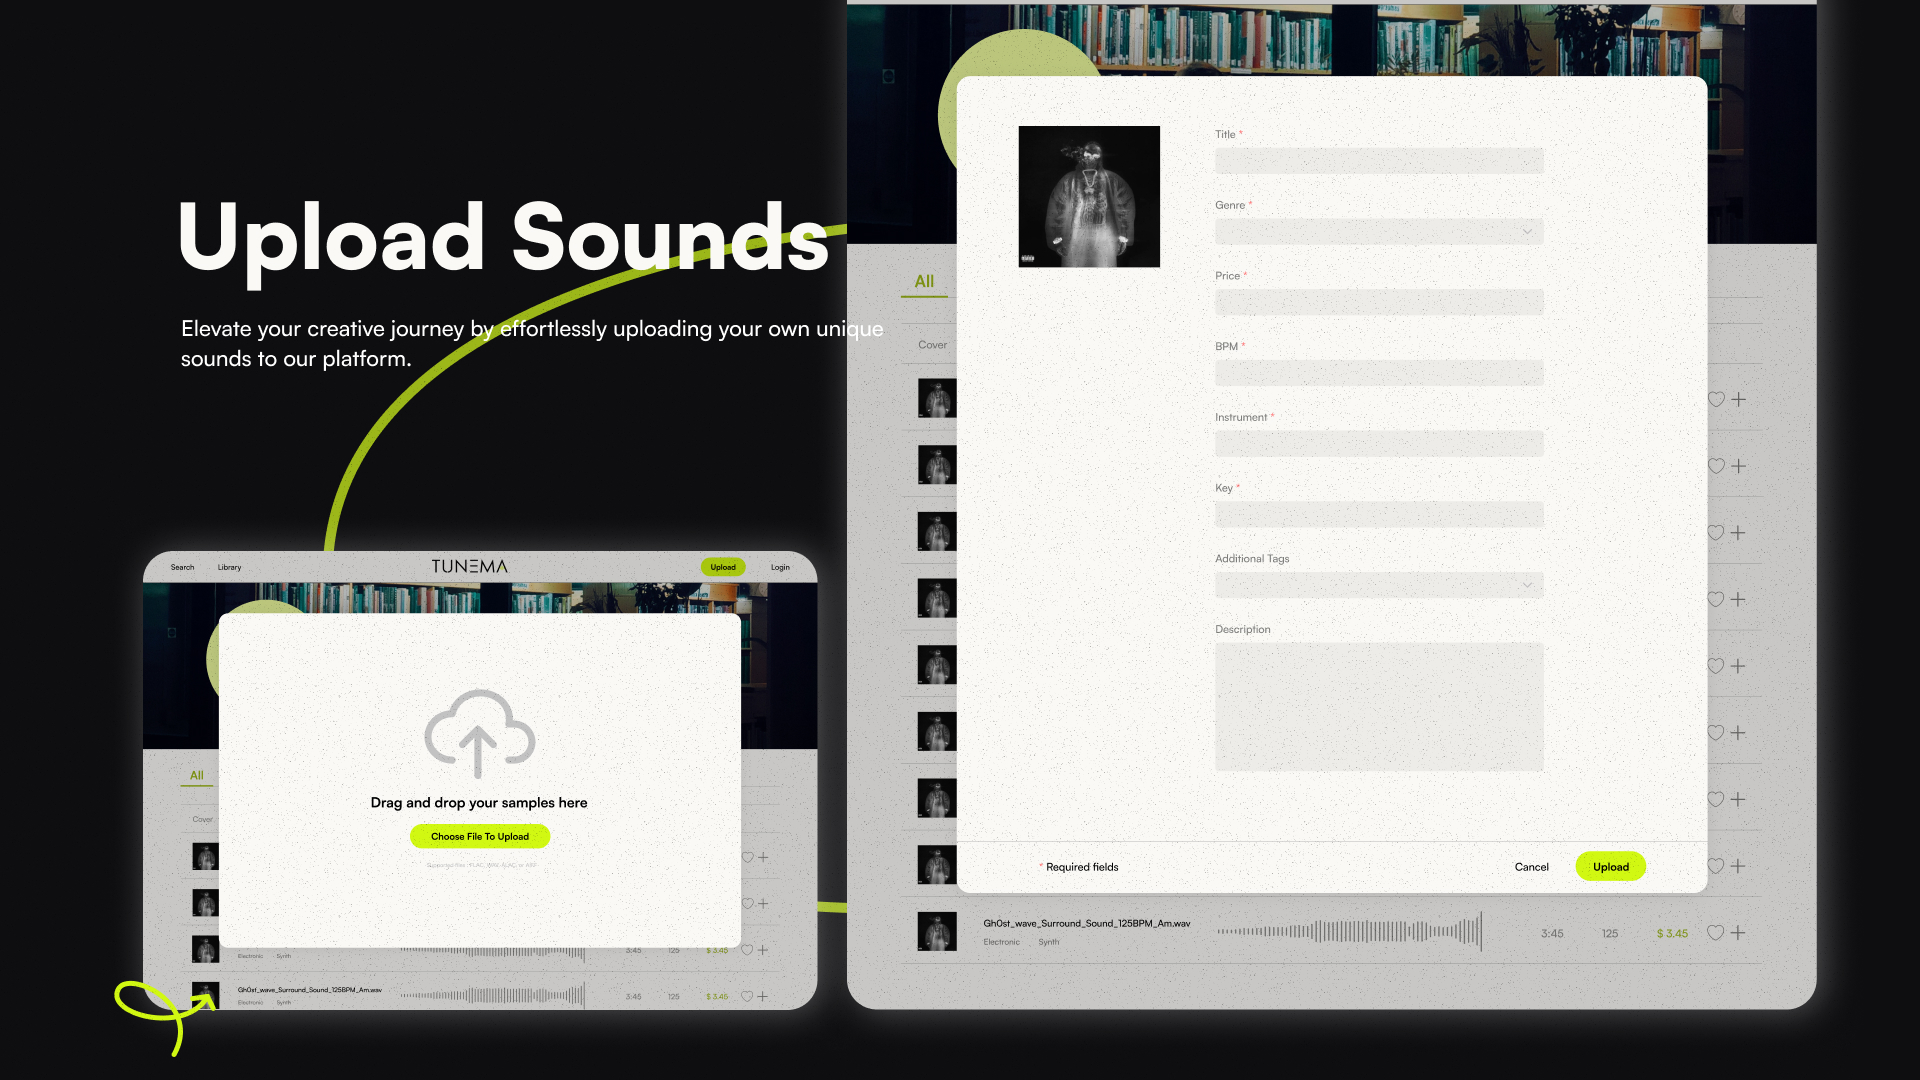 Upload Sounds
Elevate your creative journey by effortlessly uploading your own unique
sounds to our platform.
Search
Library
TUNEMA
Upload
Login
Drag and drop your samples here
Choose File To Upload
All
Cover
3:45
125
$ 3.45
Electronic
Synth
Gh0st_wave_Surround_Sound_125BPM_Am.wav
Electronic
Synth
3:45
125
$ 3.45
Title *
Genre *
Price *
BPM *
Instrument *
Key *
Additional Tags
Description
* Required fields
Cancel
Upload
All
Cover
Gh0st_wave_Surround_Sound_125BPM_Am.wav
Electronic
Synth
3:45
125
$ 3.45